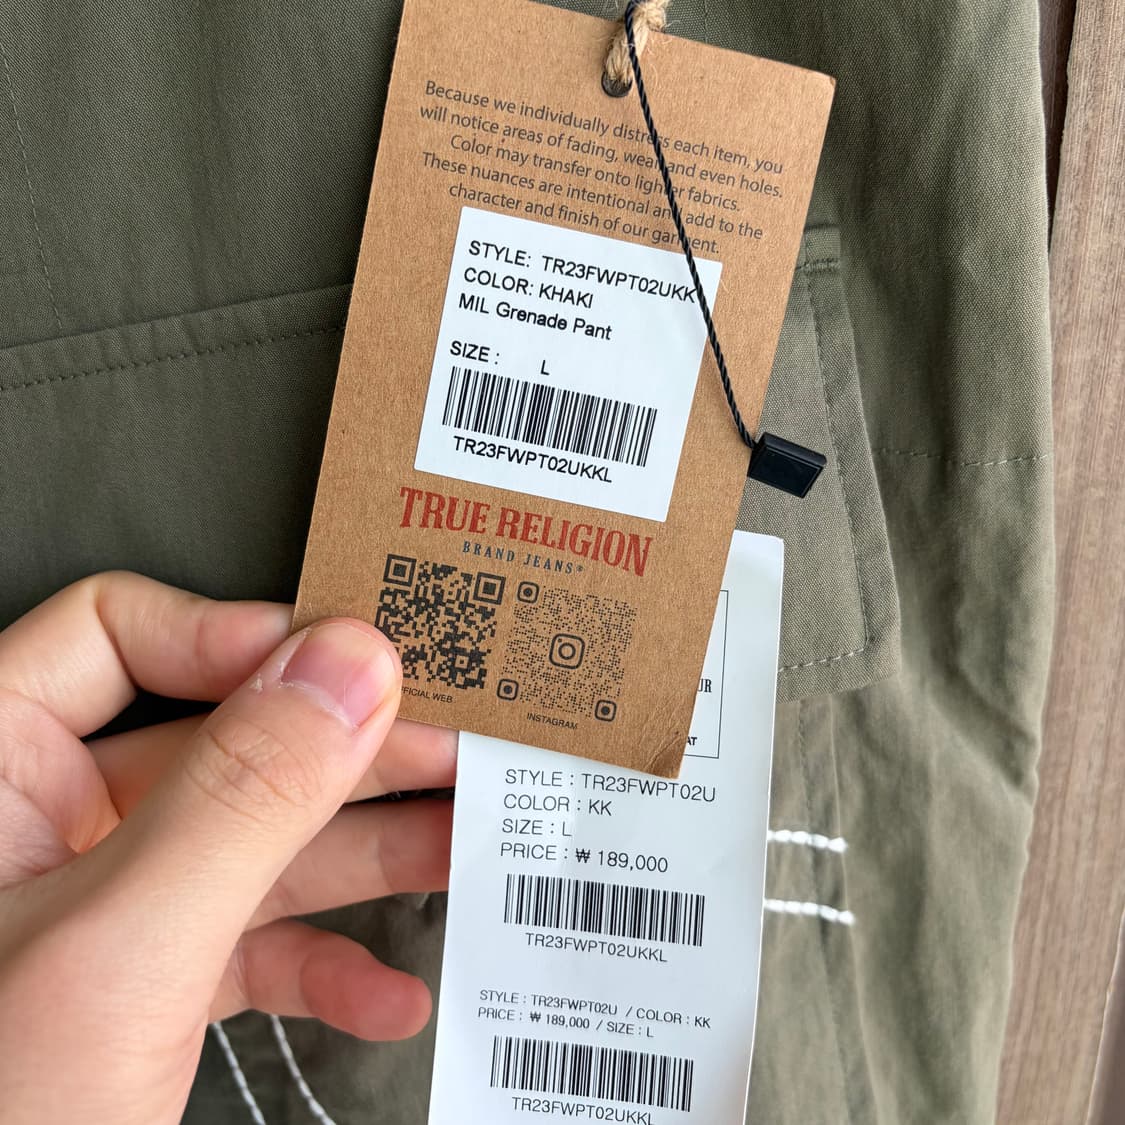 Because we individually distress each item, you
will notice areas of fading, wear and even holes.
Color may transfer onto lighter fabrics.
These nuances are intentional and add to the
character and finish of our garment.
STYLE: TR23FWPT02UKK
COLOR: KHAKI
MIL Grenade Pant
SIZE : L
TR23FWPT02UKKL
TRUE RELIGION
BRAND JEANS®
OFFICIAL WEB
INSTAGRAM
STYLE : TR23FWPT02U
COLOR : KK
SIZE : L
PRICE : ₩ 189,000
TR23FWPT02UKKL
STYLE : TR23FWPT02U / COLOR : KK
PRICE : ₩ 189,000 / SIZE : L
TR23FWPT02UKKL